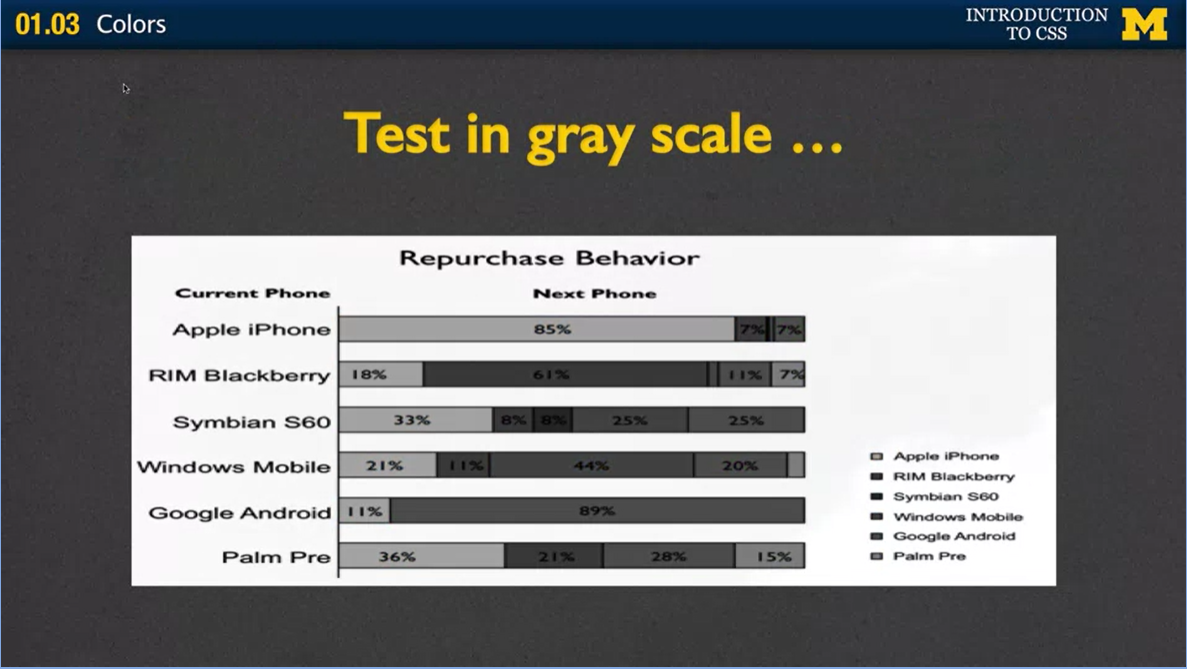 01.03 Colors
INTRODUCTION
TO CSS
M
Test in gray scale ...
Repurchase Behavior
Current Phone Next Phone
Apple iPhone 85% 7% 7%
RIM Blackberry 18% 61% 11% 7%
Symbian S60 33% 8% 8% 25% 25%
Windows Mobile 21% 11% 44% 20%
Google Android 11% 89%
Palm Pre 36% 21% 28% 15%
Apple iPhone
RIM Blackberry
Symbian S60
Windows Mobile
Google Android
Palm Pre